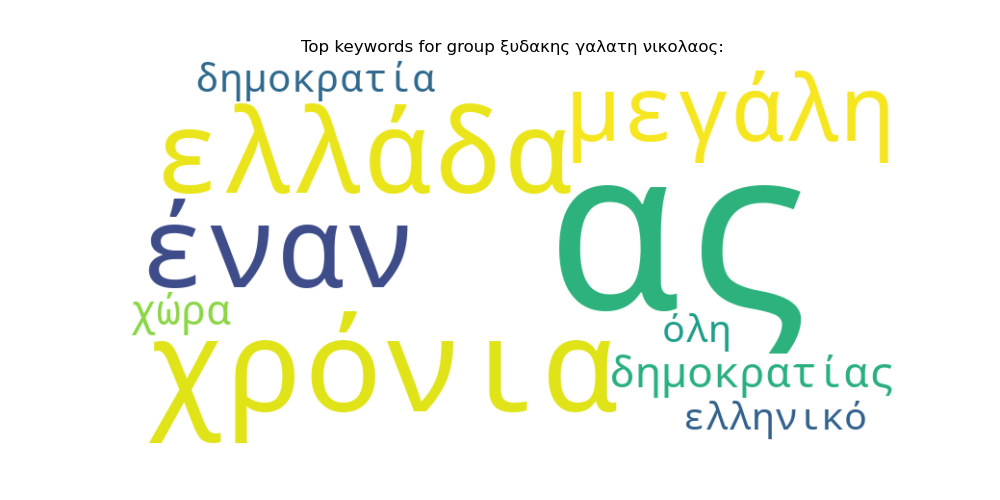 Top keywords for group ξυδακης γαλατη νικολαος:
δημοκρατία
μεγάλη
ελλάδα
ας
έναν
χώρα
χρόνια
όλη
δημοκρατίας
ελληνικό